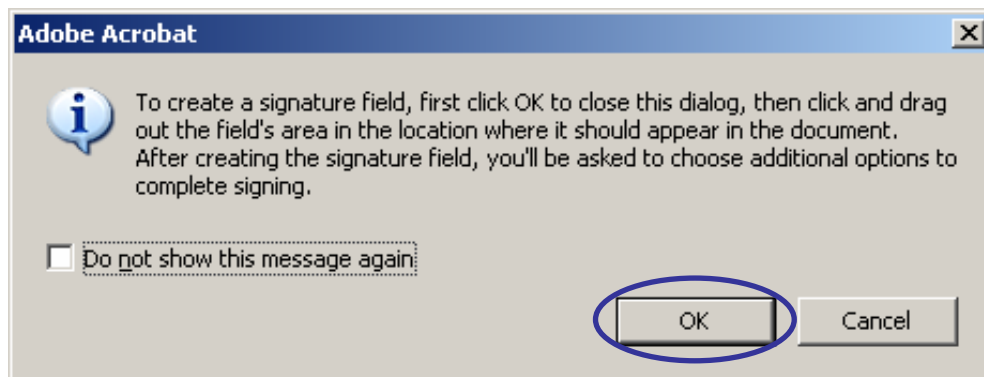 Adobe Acrobat
To create a signature field, first click OK to close this dialog, then click and drag
out the field's area in the location where it should appear in the document.
After creating the signature field, you'll be asked to choose additional options to
complete signing.
Do not show this message again
OK
Cancel